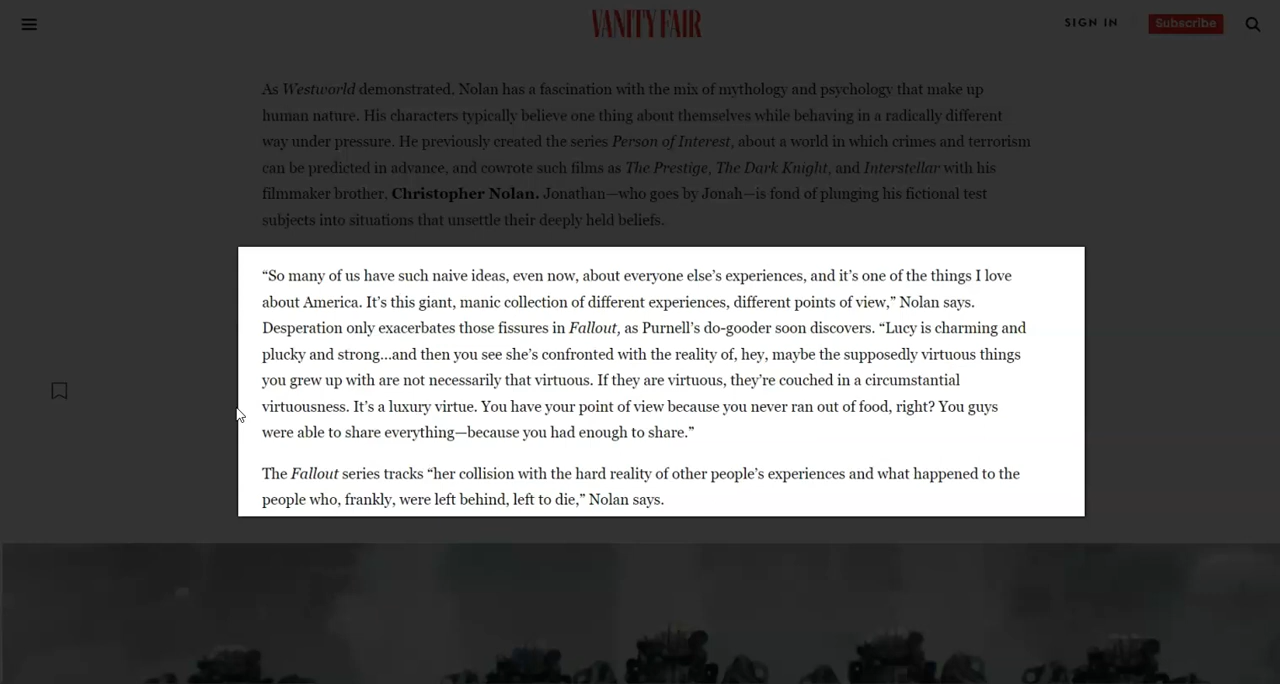 VANITY FAIR
SIGN IN
Subscribe
As Westworld demonstrated. Nolan has a fascination with the mix of mythology and psychology that make up
human nature. His characters typically believe one thing about themselves while behaving in a radically different
way under pressure. He previously created the series Person of Interest, about a world in which crimes and terrorism
can be predicted in advance, and cowrote such films as The Prestige, The Dark Knight, and Interstellar with his
filmmaker brother, Christopher Nolan. Jonathan—who goes by Jonah—is fond of plunging his fictional test
subjects into situations that unsettle their deeply held beliefs.
“So many of us have such naive ideas, even now, about everyone else’s experiences, and it’s one of the things I love
about America. It’s this giant, manic collection of different experiences, different points of view,” Nolan says.
Desperation only exacerbates those fissures in Fallout, as Purnell’s do-gooder soon discovers. “Lucy is charming and
plucky and strong…and then you see she’s confronted with the reality of, hey, maybe the supposedly virtuous things
you grew up with are not necessarily that virtuous. If they are virtuous, they’re couched in a circumstantial
virtuousness. It’s a luxury virtue. You have your point of view because you never ran out of food, right? You guys
were able to share everything—because you had enough to share.”
The Fallout series tracks “her collision with the hard reality of other people’s experiences and what happened to the
people who, frankly, were left behind, left to die,” Nolan says.